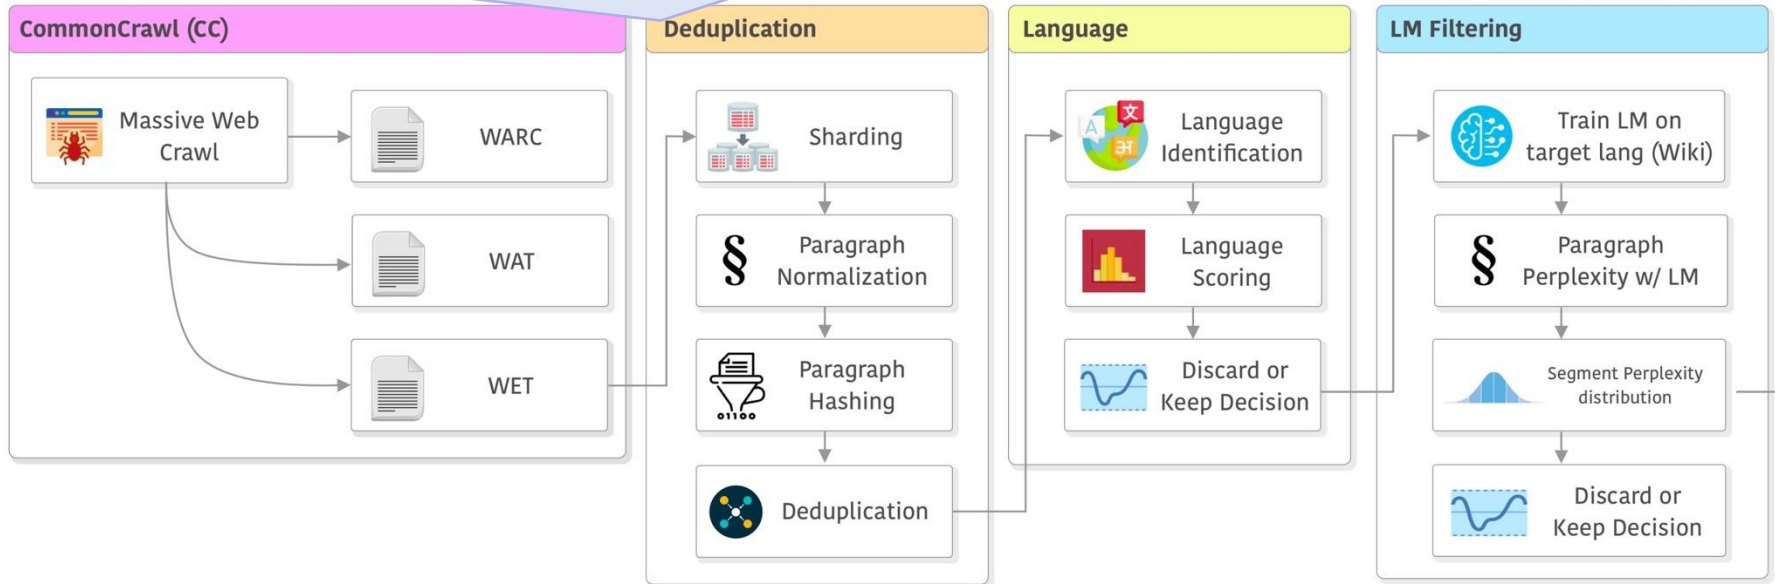 CommonCrawl (CC)
Massive Web
Crawl
WARC
WAT
WET
Deduplication
Sharding
§
Paragraph
Normalization
01100
Paragraph
Hashing
Deduplication
Language
A
文
अ
Language
Identification
Language
Scoring
Discard or
Keep Decision
LM Filtering
Train LM on
target lang (Wiki)
§
Paragraph
Perplexity w/ LM
Segment Perplexity
distribution
Discard or
Keep Decision